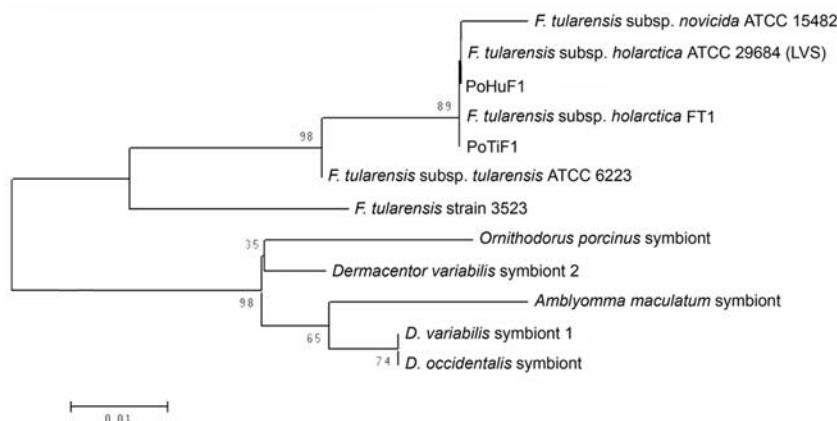 F. tularensis subsp. novicida ATCC 15482
F. tularensis subsp. holarctica ATCC 29684 (LVS)
PoHuF1
89
F. tularensis subsp. holarctica FT1
98
PoTiF1
F. tularensis subsp. tularensis ATCC 6223
F. tularensis strain 3523
35
Ornithodorus porcinus symbiont
Dermacentor variabilis symbiont 2
98
Amblyomma maculatum symbiont
65
D. variabilis symbiont 1
74
D. occidentalis symbiont
0.01